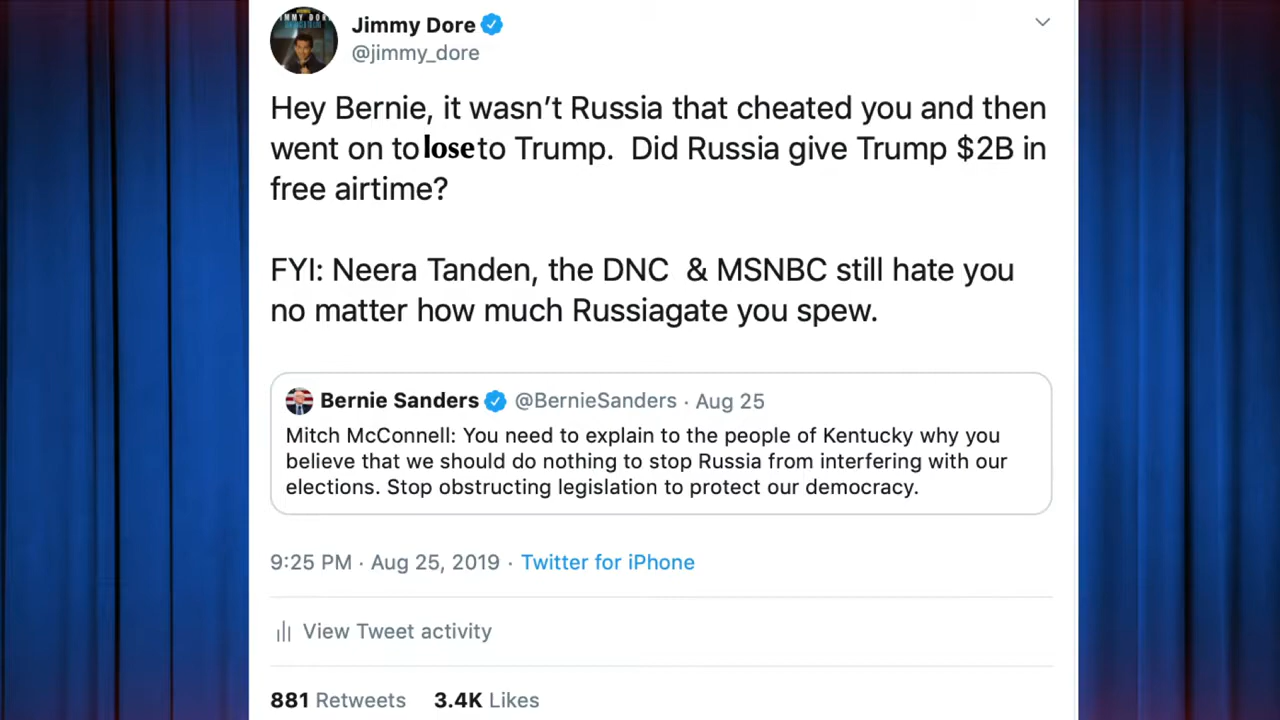 Jimmy Dore
@jimmy_dore
Hey Bernie, it wasn't Russia that cheated you and then
went on to lose to Trump.  Did Russia give Trump $2B in
free airtime?
FYI: Neera Tanden, the DNC  & MSNBC still hate you
no matter how much Russiagate you spew.
Bernie Sanders @BernieSanders · Aug 25
Mitch McConnell: You need to explain to the people of Kentucky why you
believe that we should do nothing to stop Russia from interfering with our
elections. Stop obstructing legislation to protect our democracy.
9:25 PM · Aug 25, 2019 · Twitter for iPhone
View Tweet activity
881 Retweets 3.4K Likes